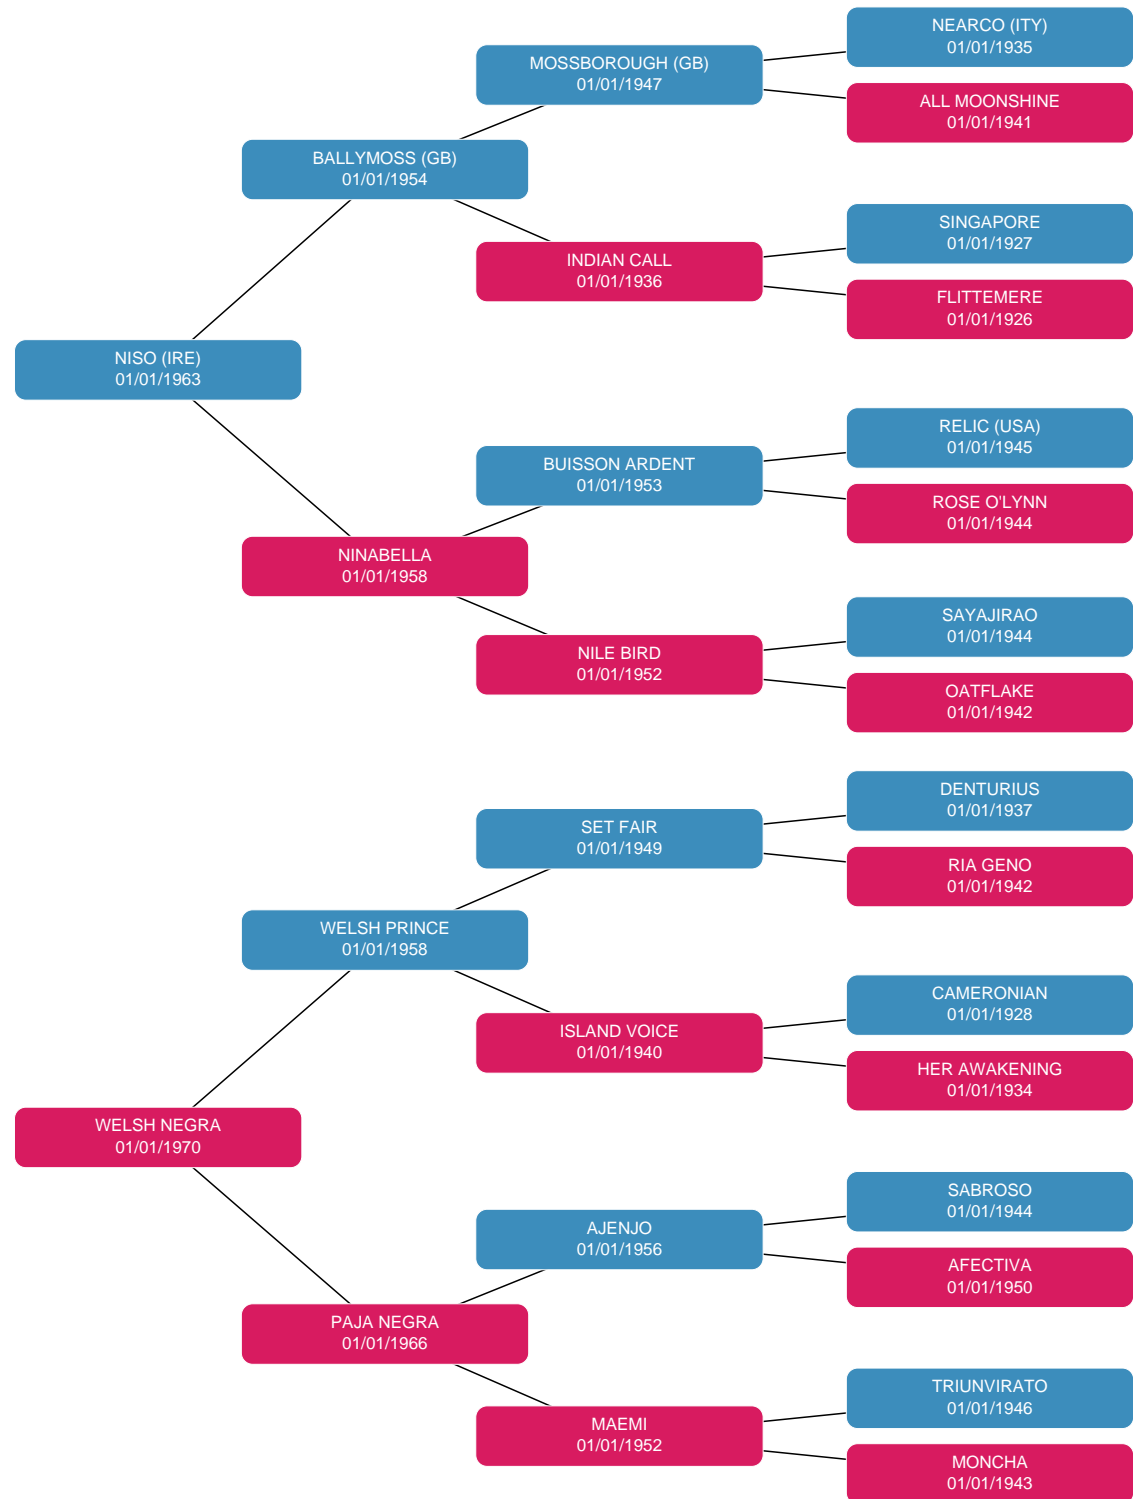 NEARCO (ITY)
01/01/1935
MOSSBOROUGH (GB)
01/01/1947
ALL MOONSHINE
01/01/1941
BALLYMOSS (GB)
01/01/1954
SINGAPORE
01/01/1927
INDIAN CALL
01/01/1936
FLITTEMERE
01/01/1926
NISO (IRE)
01/01/1963
RELIC (USA)
01/01/1945
BUISSON ARDENT
01/01/1953
ROSE O'LYNN
01/01/1944
NINABELLA
01/01/1958
SAYAJIRAO
01/01/1944
NILE BIRD
01/01/1952
OATFLAKE
01/01/1942
DENTURIUS
01/01/1937
SET FAIR
01/01/1949
RIA GENO
01/01/1942
WELSH PRINCE
01/01/1958
CAMERONIAN
01/01/1928
ISLAND VOICE
01/01/1940
HER AWAKENING
01/01/1934
WELSH NEGRA
01/01/1970
SABROSO
01/01/1944
AJENJO
01/01/1956
AFECTIVA
01/01/1950
PAJA NEGRA
01/01/1966
TRIUNVIRATO
01/01/1946
MAEMI
01/01/1952
MONCHA
01/01/1943